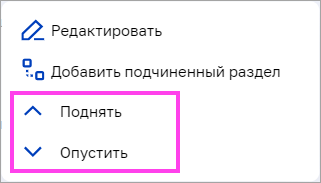 Редактировать
Добавить подчиненный раздел
Поднять
Опустить